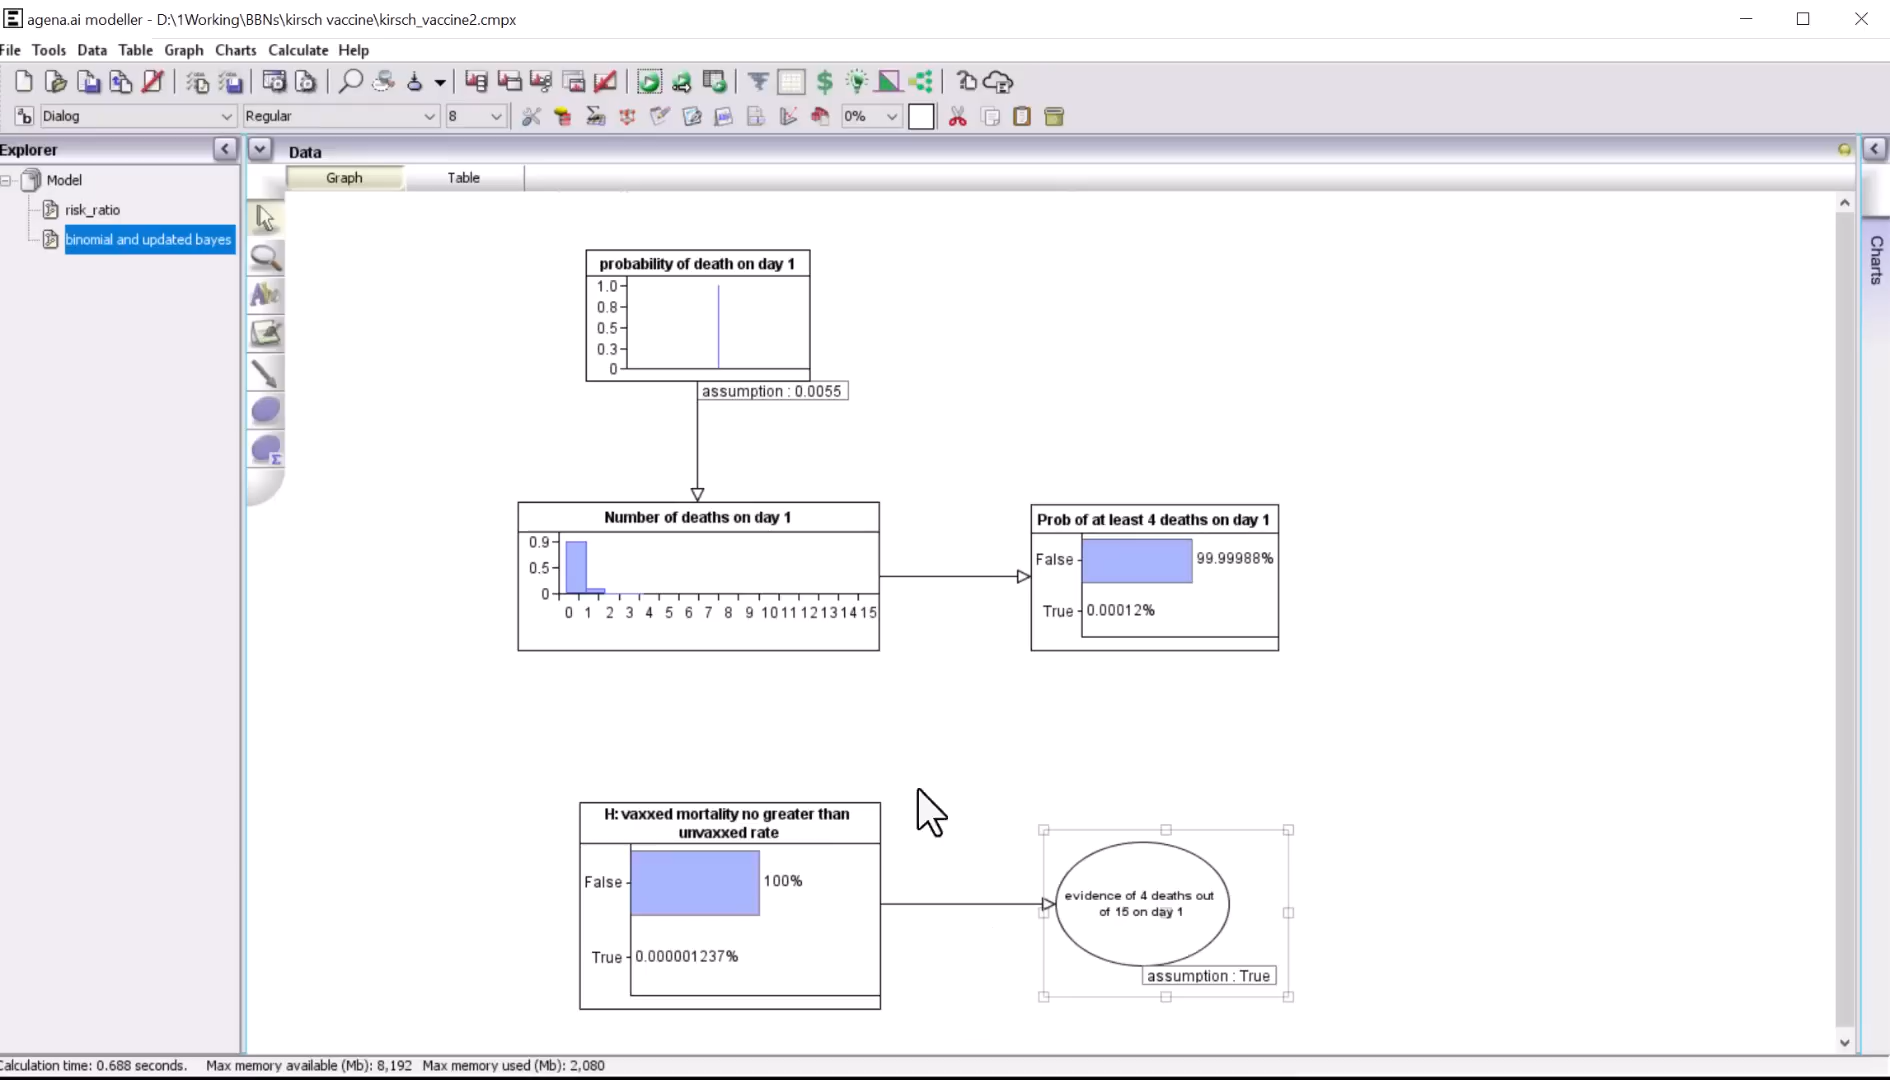 agena.ai modeller - D:\1Working\BBNs\kirsch vaccine\kirsch_vaccine2.cmpx
File Tools Data Table Graph Charts Calculate Help
Dialog Regular 8 0%
Explorer
Data
Graph Table
Model
risk_ratio
binomial and updated bayes
Charts
probability of death on day 1
1.0
0.8
0.5
0.3
0
assumption : 0.0055
Number of deaths on day 1
0.9
0.5
0
0 1 2 3 4 5 6 7 8 9 10 11 12 13 14 15
Prob of at least 4 deaths on day 1
False 99.99988%
True 0.00012%
H: vaxxed mortality no greater than
unvaxxed rate
False 100%
True 0.000001237%
evidence of 4 deaths out
of 15 on day 1
assumption : True
Calculation time: 0.688 seconds. Max memory available (Mb): 8,192 Max memory used (Mb): 2,080